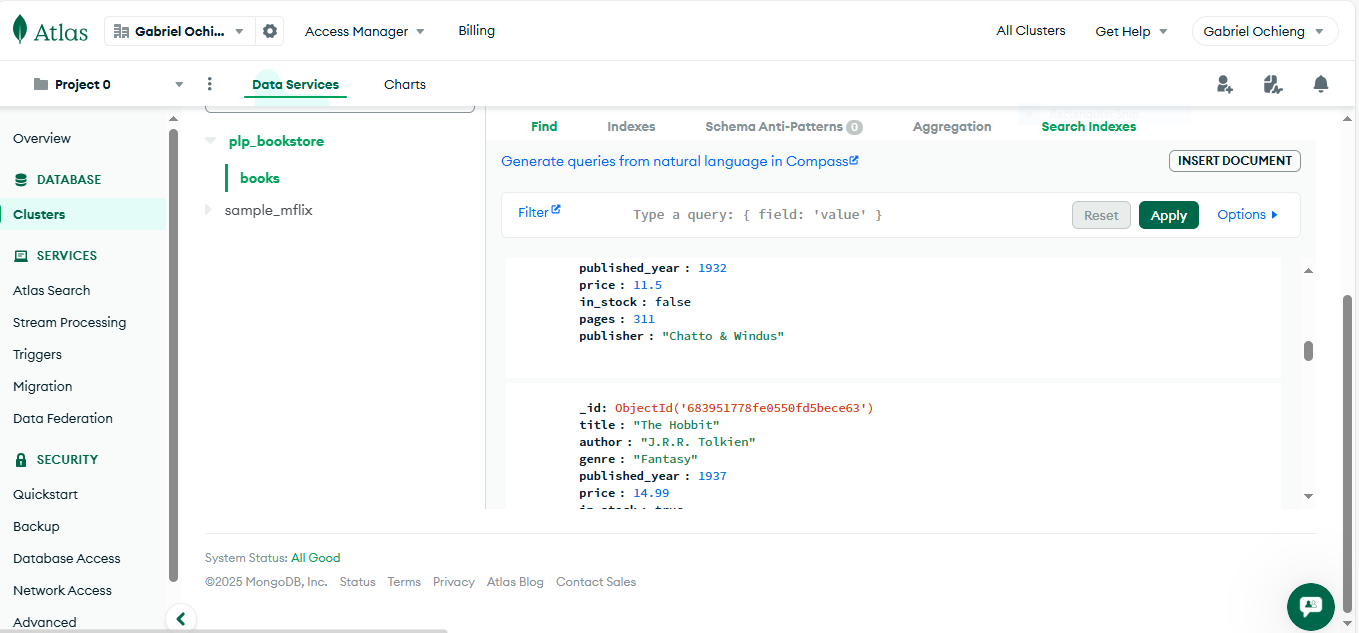 Atlas
Gabriel Ochi...
Access Manager
Billing
All Clusters
Get Help
Gabriel Ochieng
Project 0
Data Services
Charts
Overview
DATABASE
Clusters
SERVICES
Atlas Search
Stream Processing
Triggers
Migration
Data Federation
SECURITY
Quickstart
Backup
Database Access
Network Access
Advanced
plp_bookstore
books
sample_mflix
Find
Indexes
Schema Anti-Patterns 0
Aggregation
Search Indexes
Generate queries from natural language in Compass
INSERT DOCUMENT
Filter
Type a query: { field: 'value' }
Reset
Apply
Options
published_year : 1932
price : 11.5
in_stock : false
pages : 311
publisher : "Chatto & Windus"
_id: ObjectId('683951778fe0550fd5bece63')
title : "The Hobbit"
author : "J.R.R. Tolkien"
genre : "Fantasy"
published_year : 1937
price : 14.99
in_stock : true
System Status: All Good
©2025 MongoDB, Inc. Status Terms Privacy Atlas Blog Contact Sales